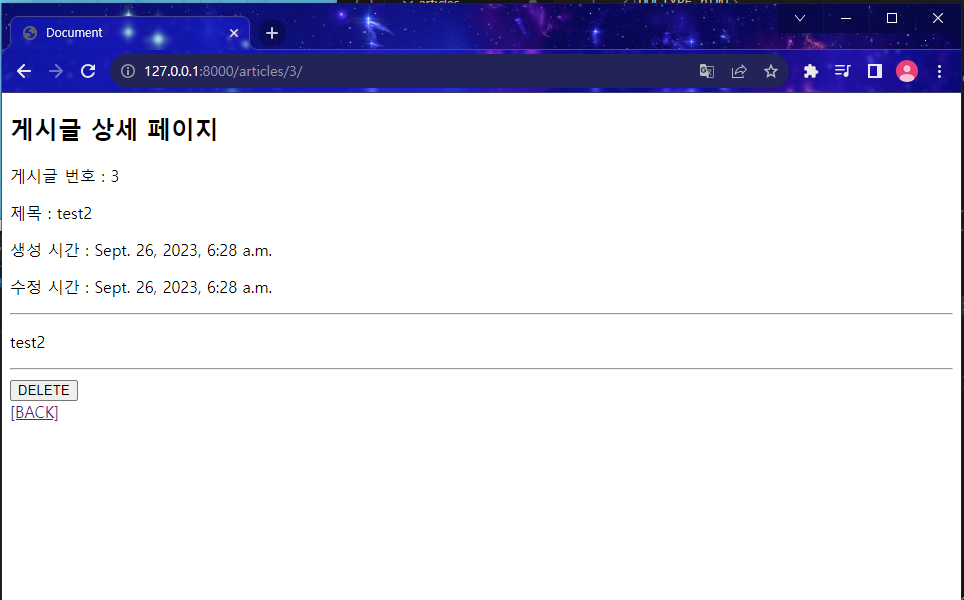 Document
127.0.0.1:8000/articles/3/
게시글 상세 페이지
게시글 번호 : 3
제목 : test2
생성 시간 : Sept. 26, 2023, 6:28 a.m.
수정 시간 : Sept. 26, 2023, 6:28 a.m.
test2
DELETE
[BACK]